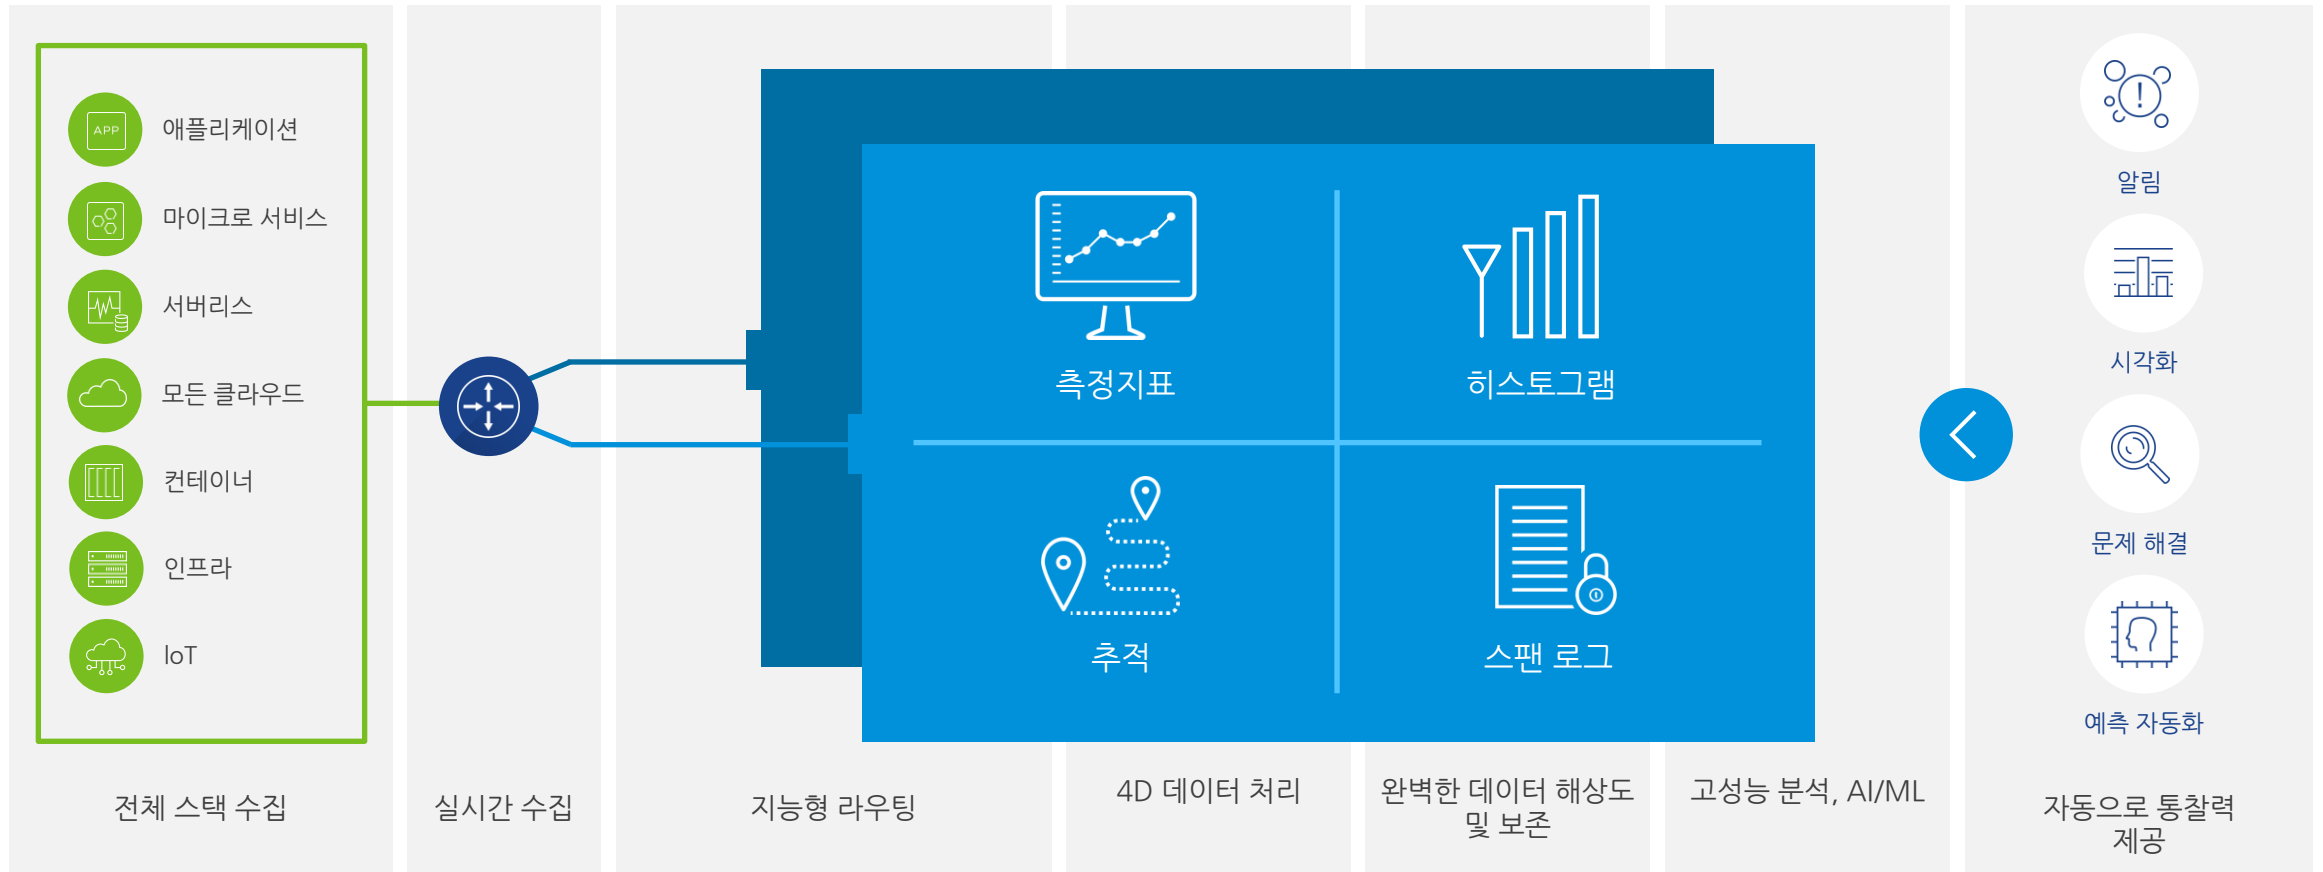 APP
애플리케이션
마이크로 서비스
서버리스
모든 클라우드
컨테이너
인프라
IoT
전체 스택 수집
실시간 수집
지능형 라우팅
측정지표
히스토그램
추적
스팬 로그
4D 데이터 처리
완벽한 데이터 해상도
및 보존
고성능 분석, AI/ML
알림
시각화
문제 해결
예측 자동화
자동으로 통찰력
제공